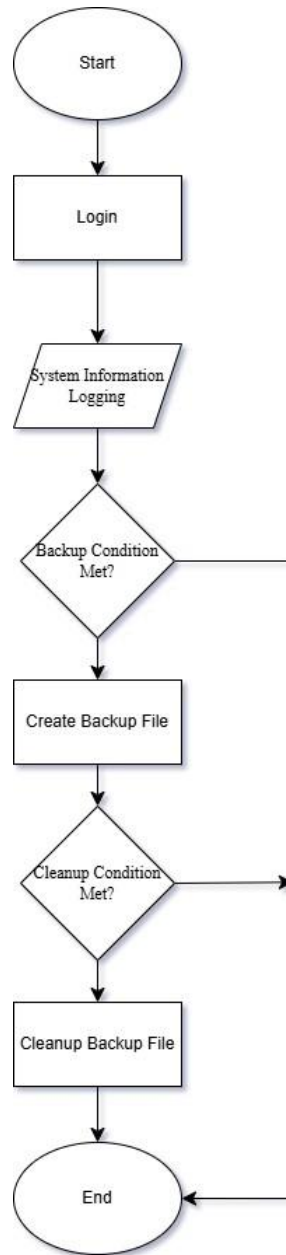 Start
Login
System Information
Logging
Backup Condition
Met?
Create Backup File
Cleanup Condition
Met?
Cleanup Backup File
End